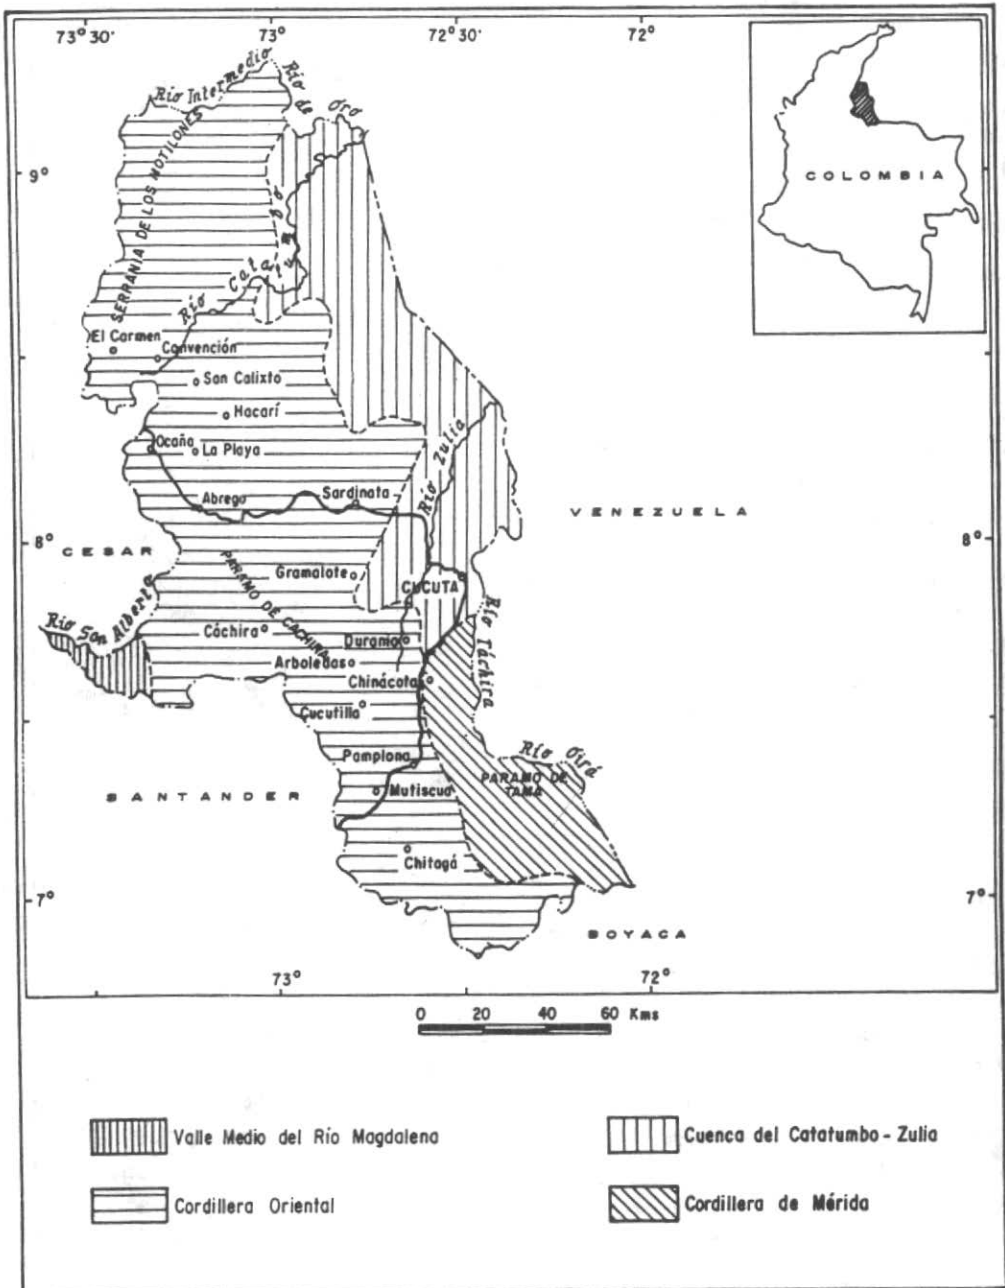 73°30'
73°
72°30'
72°
COLOMBIA
Río Intermedio
Río de Oro
SERRANIA DE LOS MOTILONES
9°
Río Catatumbo
El Carmen
Convención
San Calixto
Hacarí
Ocaña
La Playa
Río Zulia
Abrego
Sardinata
VENEZUELA
8°
8°
CESAR
PARAMO DE CACHIRA
Gramalote
CUCUTA
Río San Alberto
Cáchira
Durania
Río Táchira
Arboledas
Chinácota
Cucutilla
Pamplona
Río Oirá
PARAMO DE
TAMA
SANTANDER
Mutiscua
Chitagá
7°
7°
BOYACA
73°
72°
0 20 40 60 Kms
Valle Medio del Río Magdalena
Cuenca del Catatumbo - Zulia
Cordillera Oriental
Cordillera de Mérida